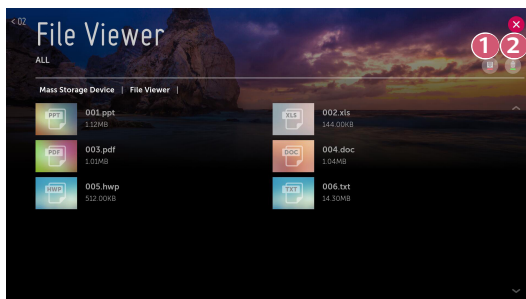 < 02
File Viewer
ALL
1 2
Mass Storage Device | File Viewer |
PPT 001.ppt
1.12MB
XLS 002.xls
144.00KB
PDF 003.pdf
1.01MB
DOC 004.doc
1.04MB
HWP 005.hwp
512.00KB
TXT 006.txt
14.30MB